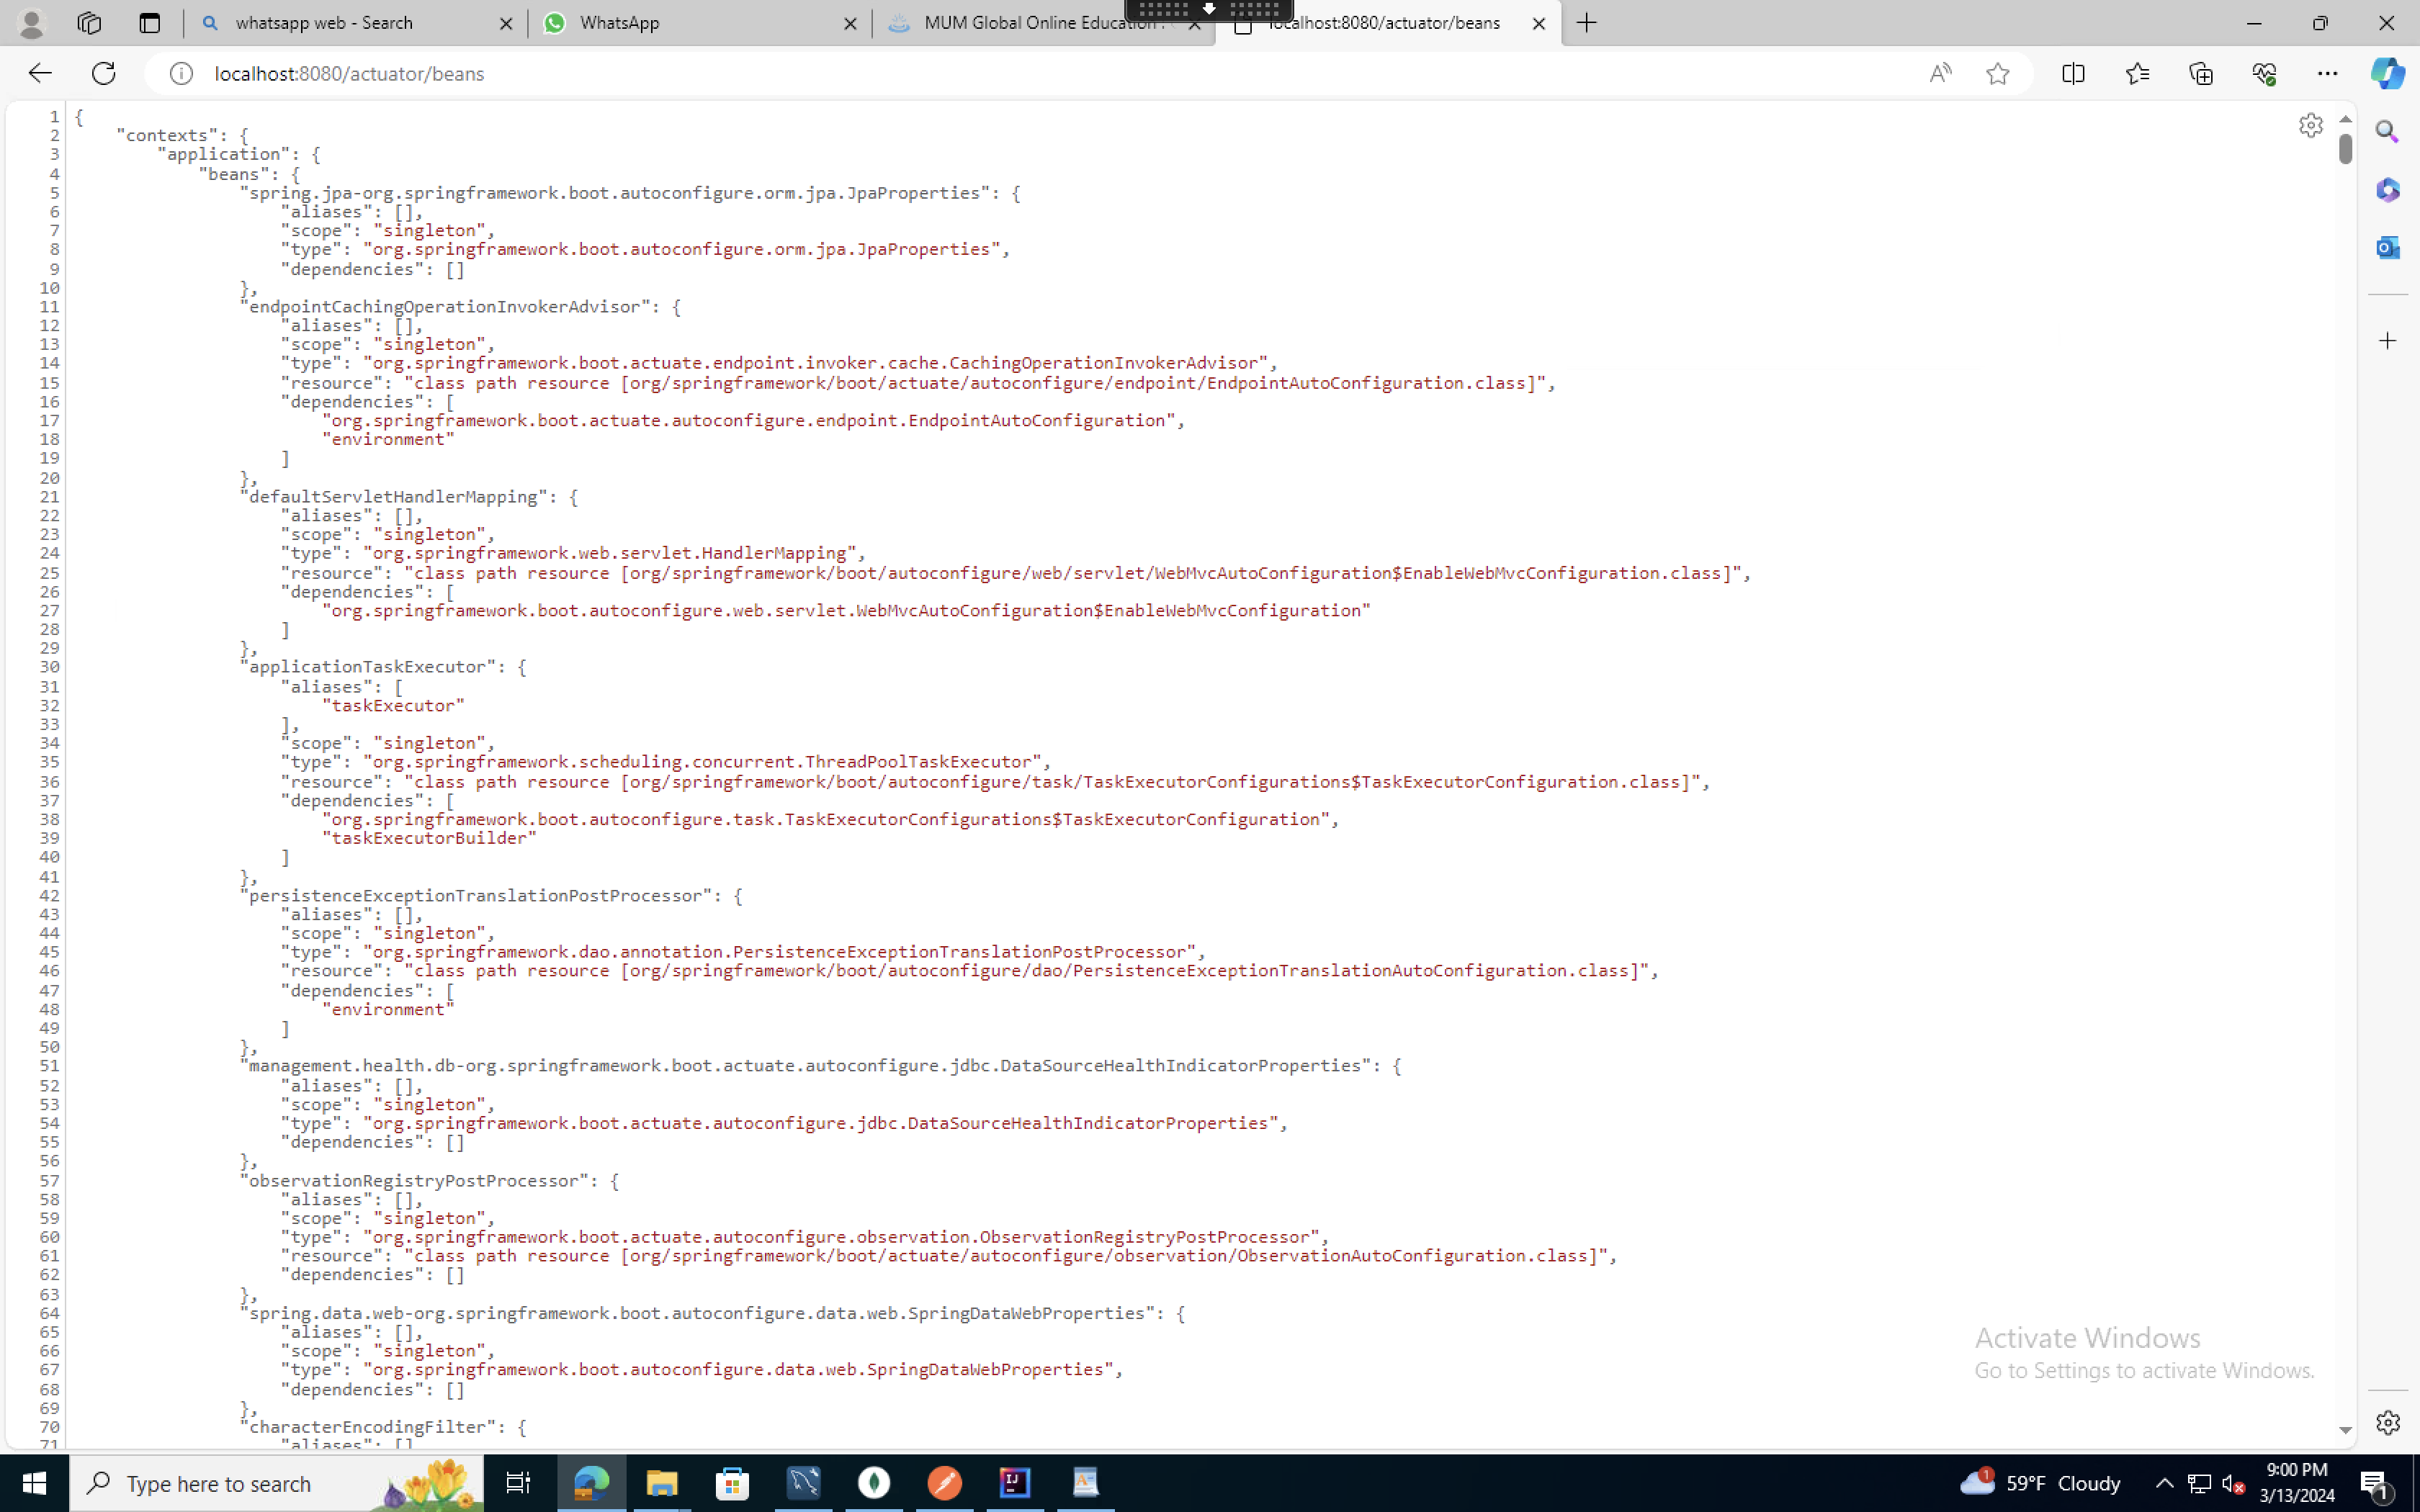 whatsapp web - Search
WhatsApp
MUM Global Online Education :
localhost:8080/actuator/beans
localhost:8080/actuator/beans
1 {
2 "contexts": {
3 "application": {
4 "beans": {
5 "spring.jpa-org.springframework.boot.autoconfigure.orm.jpa.JpaProperties": {
6 "aliases": [],
7 "scope": "singleton",
8 "type": "org.springframework.boot.autoconfigure.orm.jpa.JpaProperties",
9 "dependencies": []
10 },
11 "endpointCachingOperationInvokerAdvisor": {
12 "aliases": [],
13 "scope": "singleton",
14 "type": "org.springframework.boot.actuate.endpoint.invoker.cache.CachingOperationInvokerAdvisor",
15 "resource": "class path resource [org/springframework/boot/actuate/autoconfigure/endpoint/EndpointAutoConfiguration.class]",
16 "dependencies": [
17 "org.springframework.boot.actuate.autoconfigure.endpoint.EndpointAutoConfiguration",
18 "environment"
19 ]
20 },
21 "defaultServletHandlerMapping": {
22 "aliases": [],
23 "scope": "singleton",
24 "type": "org.springframework.web.servlet.HandlerMapping",
25 "resource": "class path resource [org/springframework/boot/autoconfigure/web/servlet/WebMvcAutoConfiguration$EnableWebMvcConfiguration.class]",
26 "dependencies": [
27 "org.springframework.boot.autoconfigure.web.servlet.WebMvcAutoConfiguration$EnableWebMvcConfiguration"
28 ]
29 },
30 "applicationTaskExecutor": {
31 "aliases": [
32 "taskExecutor"
33 ],
34 "scope": "singleton",
35 "type": "org.springframework.scheduling.concurrent.ThreadPoolTaskExecutor",
36 "resource": "class path resource [org/springframework/boot/autoconfigure/task/TaskExecutorConfigurations$TaskExecutorConfiguration.class]",
37 "dependencies": [
38 "org.springframework.boot.autoconfigure.task.TaskExecutorConfigurations$TaskExecutorConfiguration",
39 "taskExecutorBuilder"
40 ]
41 },
42 "persistenceExceptionTranslationPostProcessor": {
43 "aliases": [],
44 "scope": "singleton",
45 "type": "org.springframework.dao.annotation.PersistenceExceptionTranslationPostProcessor",
46 "resource": "class path resource [org/springframework/boot/autoconfigure/dao/PersistenceExceptionTranslationAutoConfiguration.class]",
47 "dependencies": [
48 "environment"
49 ]
50 },
51 "management.health.db-org.springframework.boot.actuate.autoconfigure.jdbc.DataSourceHealthIndicatorProperties": {
52 "aliases": [],
53 "scope": "singleton",
54 "type": "org.springframework.boot.actuate.autoconfigure.jdbc.DataSourceHealthIndicatorProperties",
55 "dependencies": []
56 },
57 "observationRegistryPostProcessor": {
58 "aliases": [],
59 "scope": "singleton",
60 "type": "org.springframework.boot.actuate.autoconfigure.observation.ObservationRegistryPostProcessor",
61 "resource": "class path resource [org/springframework/boot/actuate/autoconfigure/observation/ObservationAutoConfiguration.class]",
62 "dependencies": []
63 },
64 "spring.data.web-org.springframework.boot.autoconfigure.data.web.SpringDataWebProperties": {
65 "aliases": [],
66 "scope": "singleton",
67 "type": "org.springframework.boot.autoconfigure.data.web.SpringDataWebProperties",
68 "dependencies": []
69 },
70 "characterEncodingFilter": {
71 "aliases": []
Activate Windows
Go to Settings to activate Windows.
Type here to search
1
59°F Cloudy
9:00 PM
3/13/2024
1